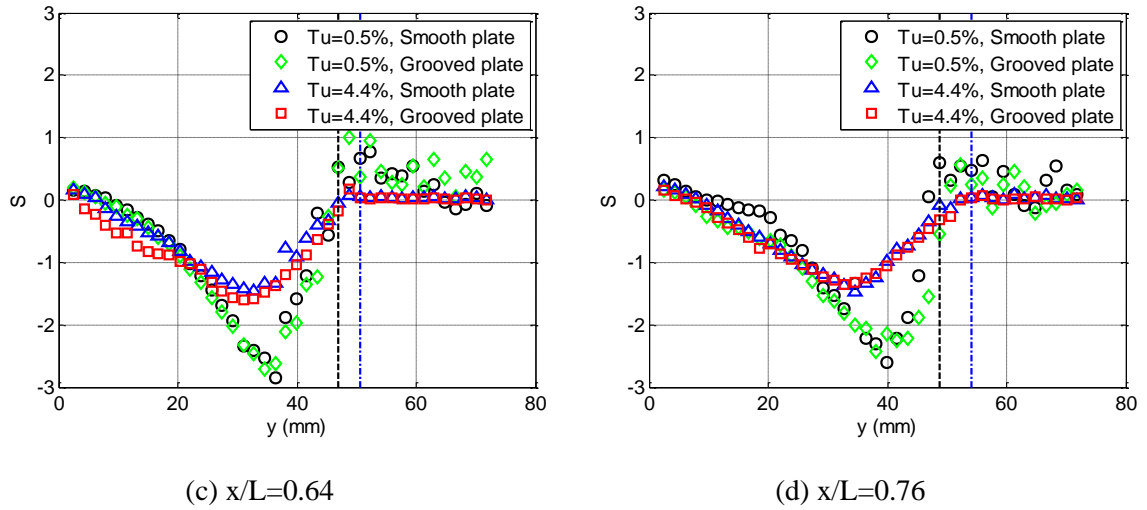 3
2
1
0
-1
-2
-3
S
0 20 40 60 80
y (mm)
Tu=0.5%, Smooth plate
Tu=0.5%, Grooved plate
Tu=4.4%, Smooth plate
Tu=4.4%, Grooved plate
(c) x/L=0.64
3
2
1
0
-1
-2
-3
S
0 20 40 60 80
y (mm)
Tu=0.5%, Smooth plate
Tu=0.5%, Grooved plate
Tu=4.4%, Smooth plate
Tu=4.4%, Grooved plate
(d) x/L=0.76